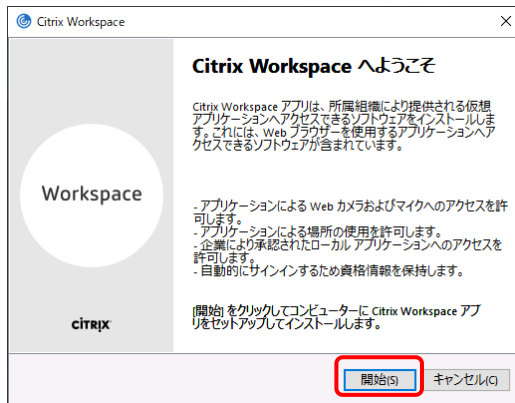 Citrix Workspace
Citrix Workspace へようこそ
Citrix Workspace アプリは、所属組織により提供される仮想
アプリケーションへアクセスできるソフトウェアをインストールしま
す。これには、Web ブラウザーを使用するアプリケーションへア
クセスできるソフトウェアが含まれています。
Workspace
- アプリケーションによる Web カメラおよびマイクへのアクセスを許
可します。
- アプリケーションによる場所の使用を許可します。
- 企業により承認されたローカル アプリケーションへのアクセスを
許可します。
- 自動的にサインインするため資格情報を保持します。
[開始] をクリックしてコンピューターに Citrix Workspace アプ
リをセットアップしてインストールします。
CITRIX
開始(S)
キャンセル(C)